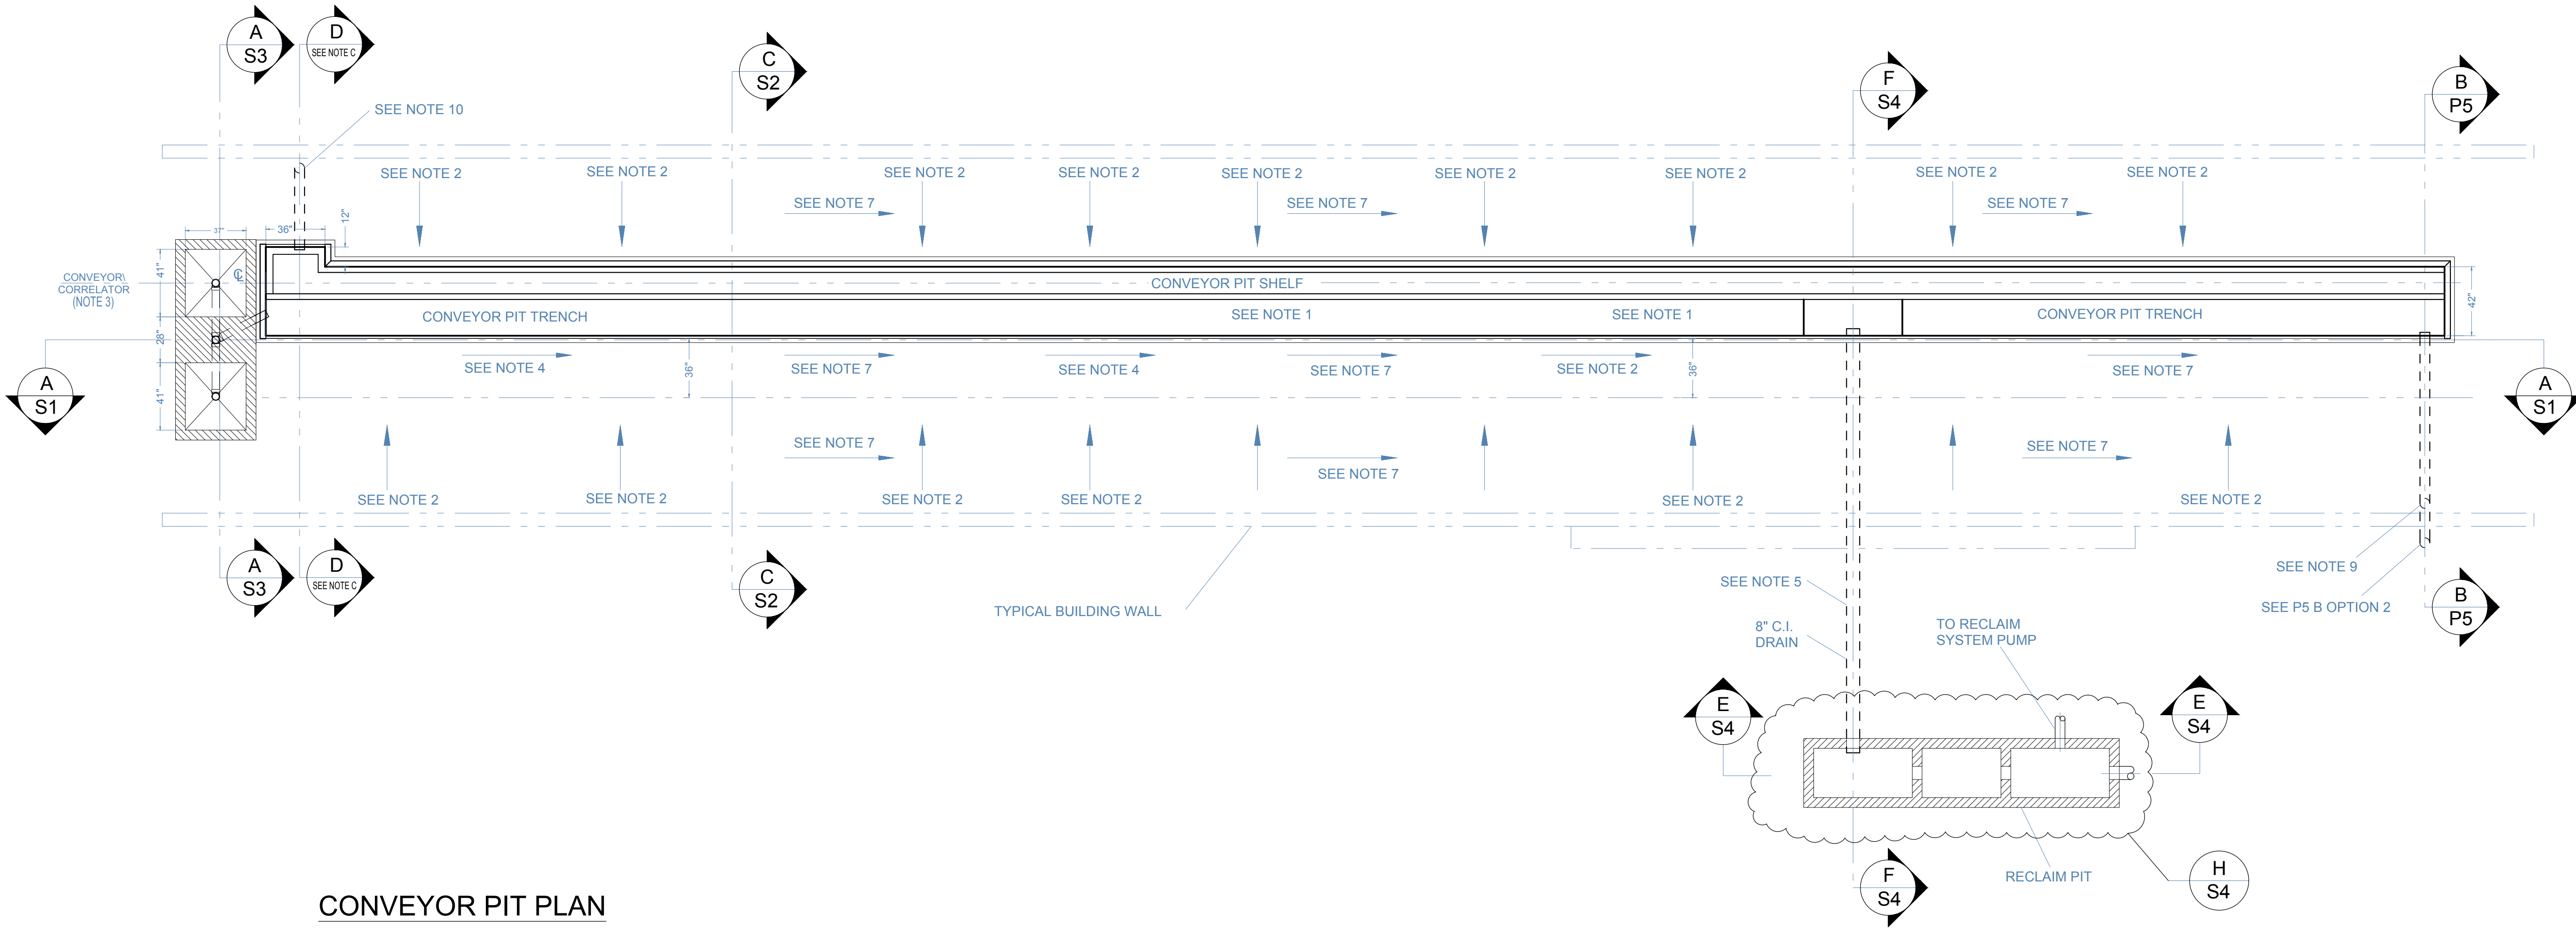 A
S3
D
SEE NOTE C
C
S2
F
S4
B
P5
SEE NOTE 10
SEE NOTE 2
SEE NOTE 2
SEE NOTE 2
SEE NOTE 2
SEE NOTE 2
SEE NOTE 2
SEE NOTE 2
SEE NOTE 2
SEE NOTE 2
SEE NOTE 7
SEE NOTE 7
SEE NOTE 7
12"
37"
36"
41"
CONVEYOR\
CORRELATOR
(NOTE 3)
℄
CONVEYOR PIT SHELF
42"
CONVEYOR PIT TRENCH
SEE NOTE 1
SEE NOTE 1
CONVEYOR PIT TRENCH
28"
A
S1
SEE NOTE 4
36"
SEE NOTE 7
SEE NOTE 4
SEE NOTE 7
SEE NOTE 2
36"
SEE NOTE 7
A
S1
41"
SEE NOTE 7
SEE NOTE 7
SEE NOTE 7
SEE NOTE 2
SEE NOTE 2
SEE NOTE 2
SEE NOTE 2
SEE NOTE 2
SEE NOTE 2
A
S3
D
SEE NOTE C
C
S2
TYPICAL BUILDING WALL
SEE NOTE 5
SEE NOTE 9
SEE P5 B OPTION 2
B
P5
8" C.I.
DRAIN
TO RECLAIM
SYSTEM PUMP
E
S4
E
S4
RECLAIM PIT
F
S4
H
S4
CONVEYOR PIT PLAN